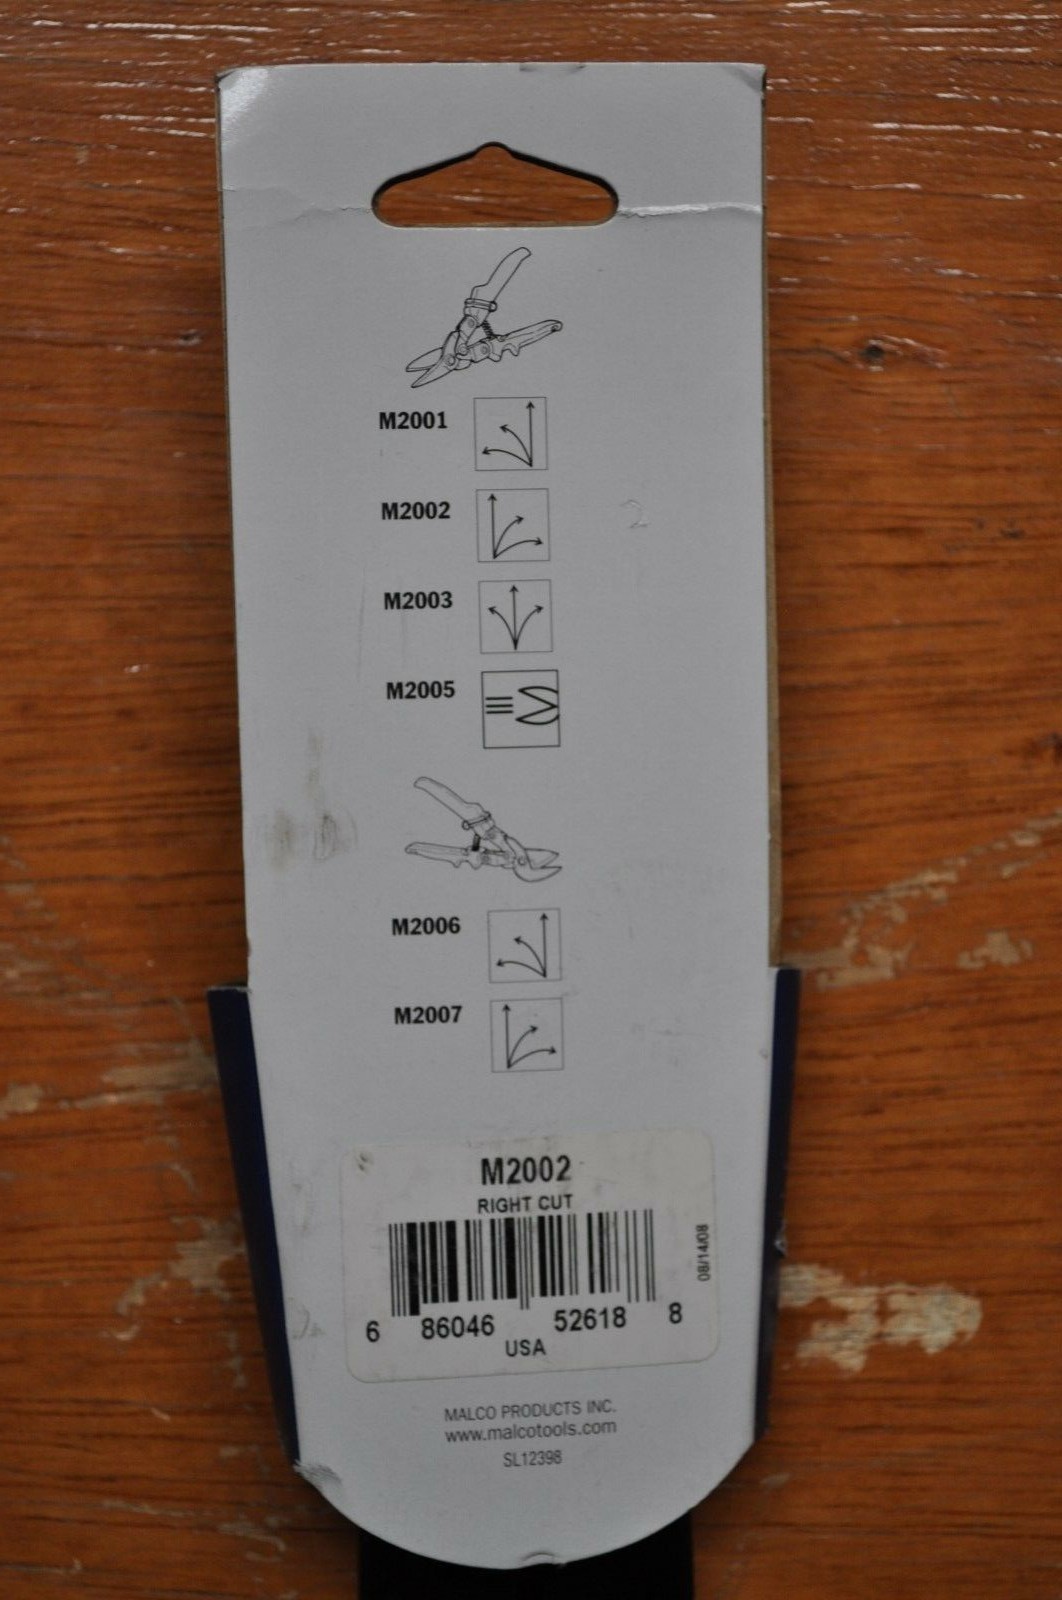 M2001
M2002
2
M2003
M2005
M2006
M2007
M2002
RIGHT CUT
08/14/08
6 86046 52618 8
USA
MALCO PRODUCTS INC.
www.malcotools.com
SL12398